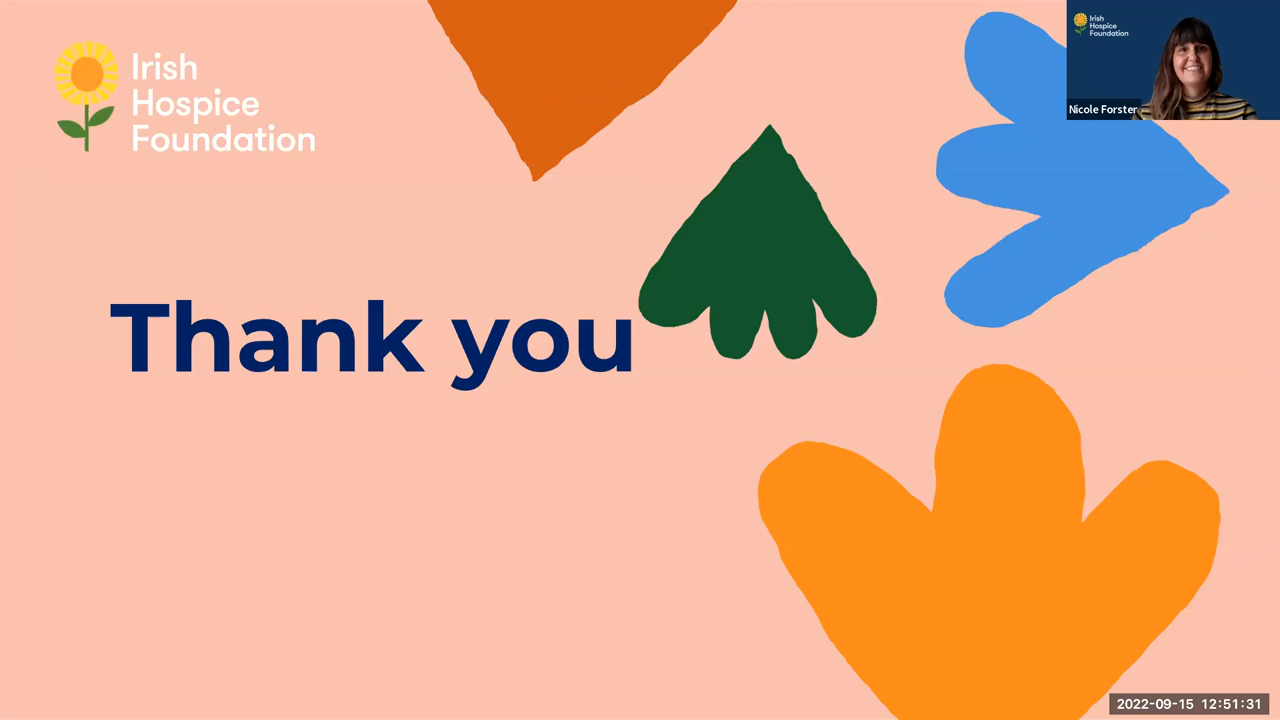 Irish
Hospice
Foundation
Irish
Hospice
Foundation
Nicole Forster
Thank you
2022-09-15 12:51:31